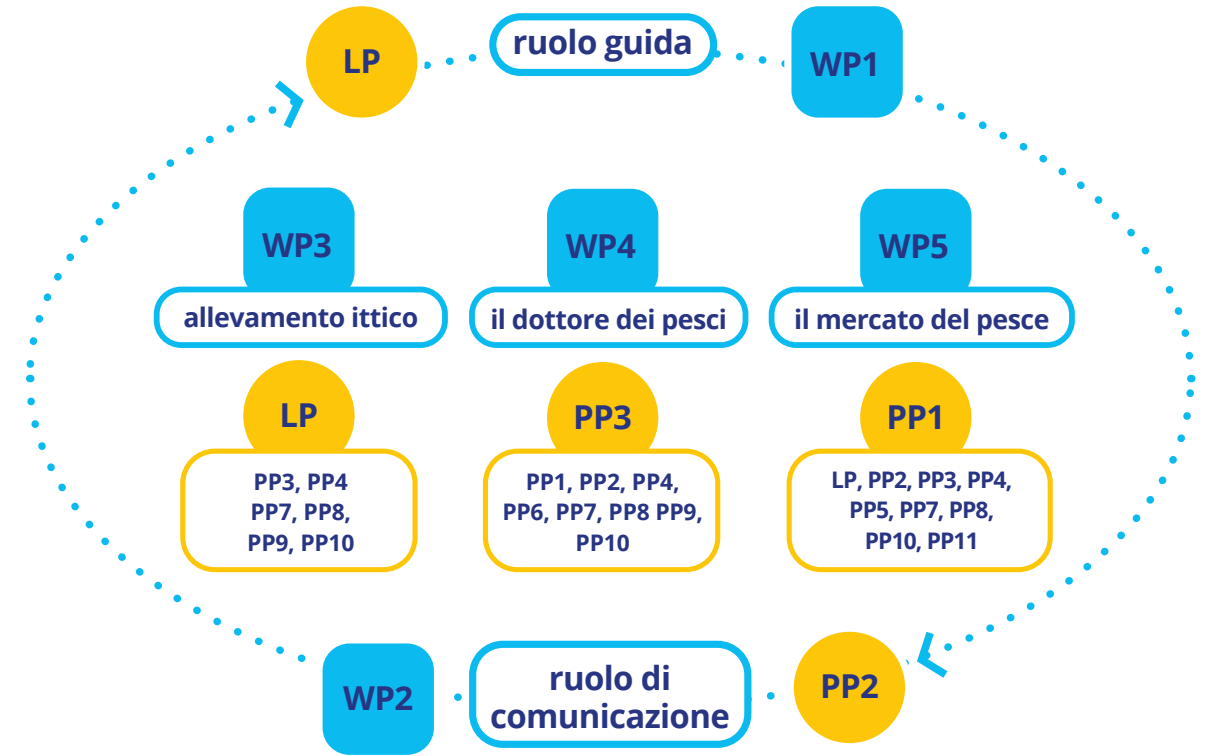 LP
ruolo guida
WP1
WP3
WP4
WP5
allevamento ittico
il dottore dei pesci
il mercato del pesce
LP
PP3
PP1
PP3, PP4
PP7, PP8,
PP9, PP10
PP1, PP2, PP4,
PP6, PP7, PP8 PP9,
PP10
LP, PP2, PP3, PP4,
PP5, PP7, PP8,
PP10, PP11
WP2
ruolo di
comunicazione
PP2